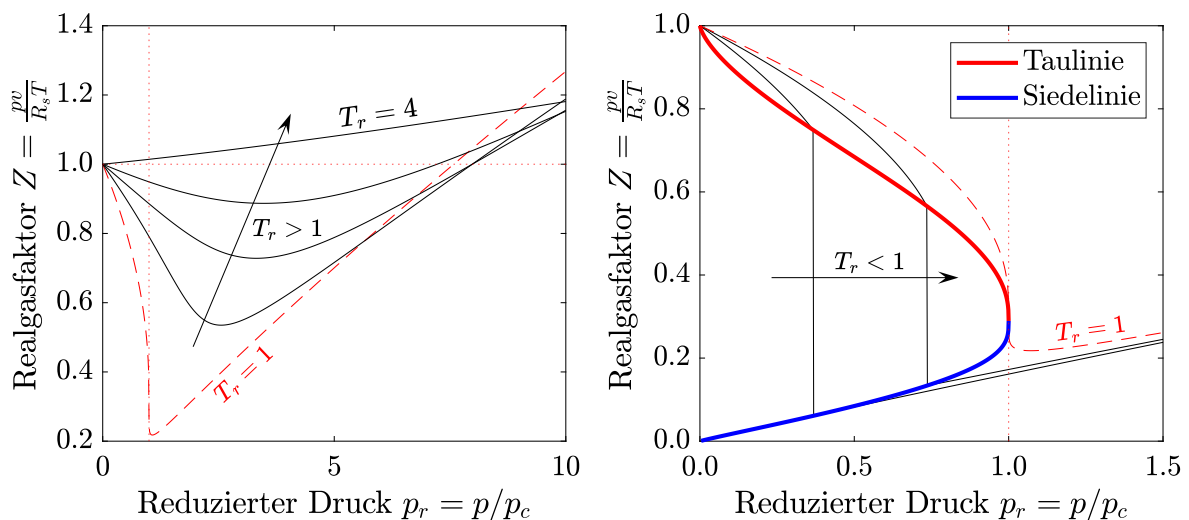 Realgasfaktor Z = pv/R_sT
1.4
1.2
1.0
0.8
0.6
0.4
0.2
T_r = 4
T_r > 1
T_r = 1
0
5
10
Reduzierter Druck p_r = p/p_c
Realgasfaktor Z = pv/R_sT
1.0
0.8
0.6
0.4
0.2
0.0
Taulinie
Siedelinie
T_r < 1
T_r = 1
0.0
0.5
1.0
1.5
Reduzierter Druck p_r = p/p_c